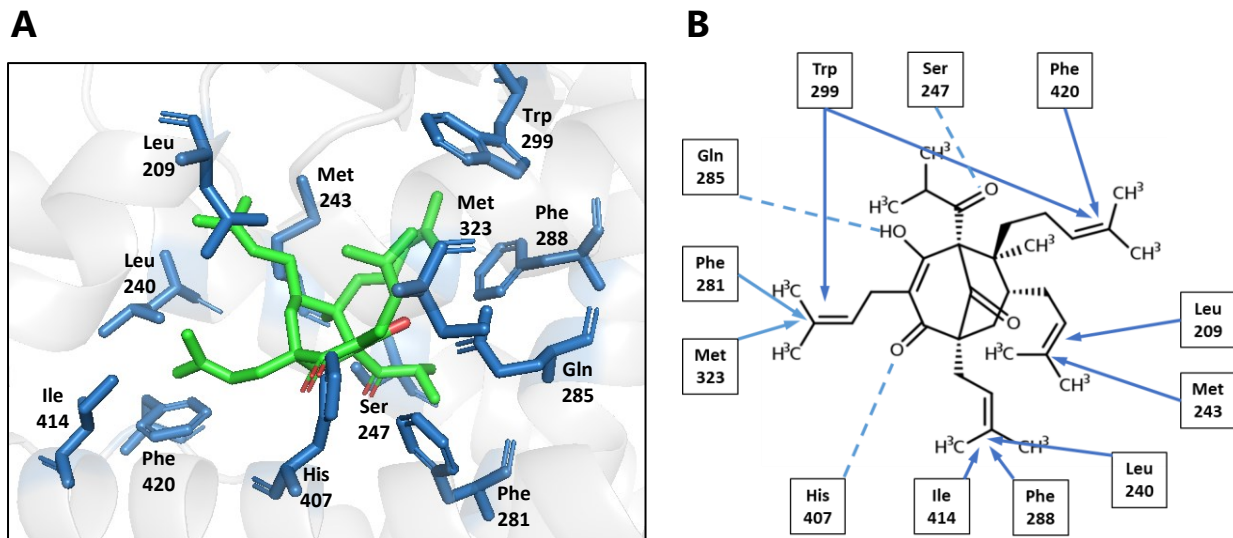 A
Leu
209
Trp
299
Met
243
Met
323
Phe
288
Leu
240
Gln
285
Ile
414
Phe
420
His
407
Ser
247
Phe
281
B
Trp
299
Ser
247
Phe
420
Gln
285
CH3
H3C
O
HO
CH3
CH3
CH3
Phe
281
H3C
H3C
O
O
Leu
209
Met
323
H3C
CH3
Met
243
H3C
CH3
Leu
240
His
407
Ile
414
Phe
288